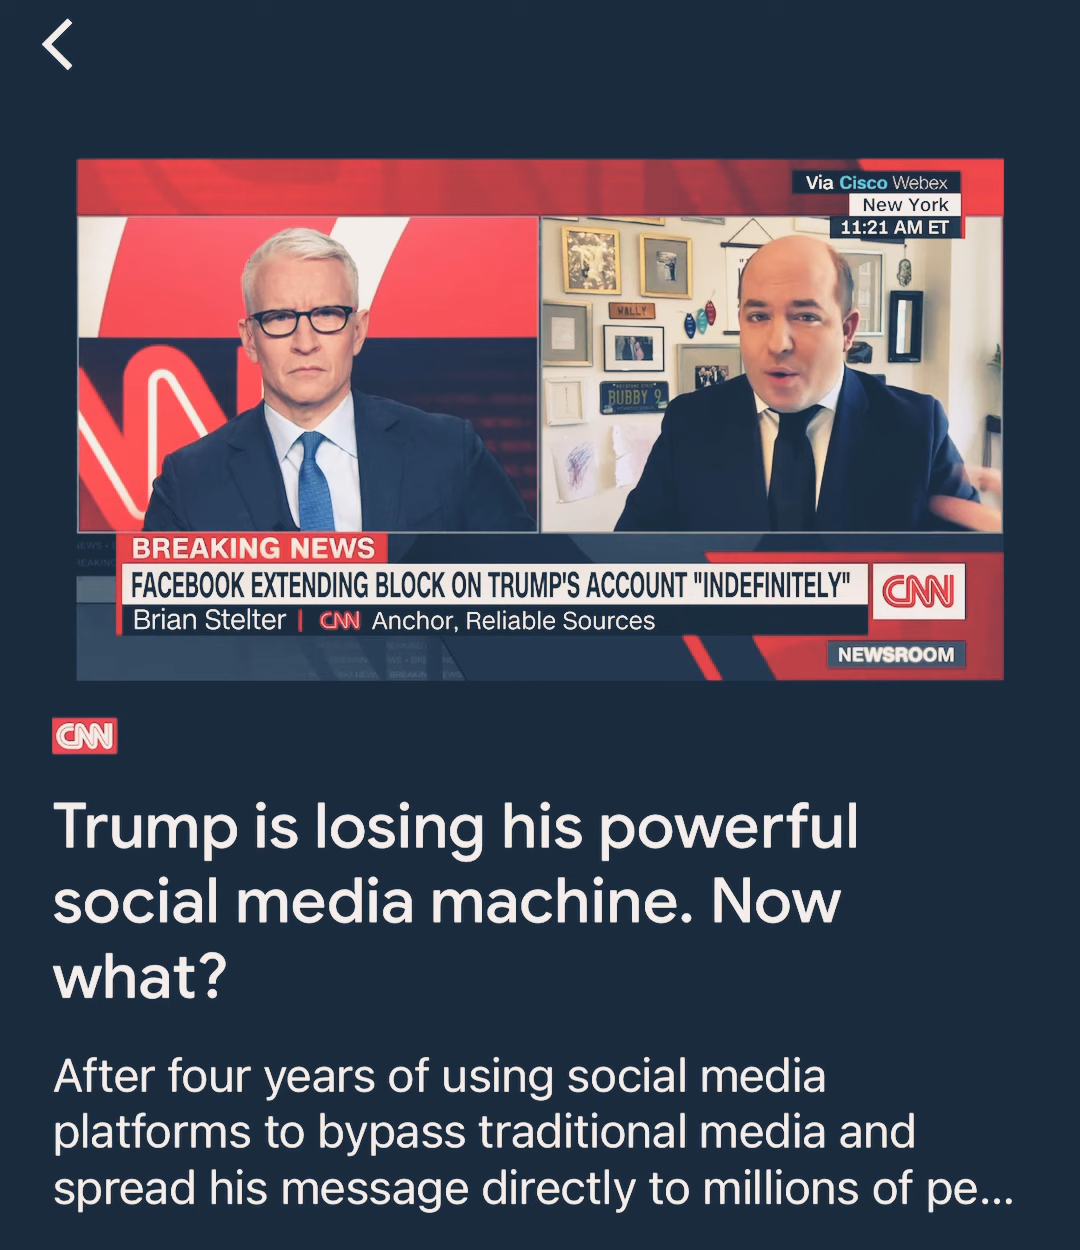 Via Cisco Webex
New York
11:21 AM ET
WALLY
BUBBY 9
BREAKING NEWS
FACEBOOK EXTENDING BLOCK ON TRUMP'S ACCOUNT "INDEFINITELY"
CNN
Brian Stelter | CNN Anchor, Reliable Sources
NEWSROOM
CNN
Trump is losing his powerful
social media machine. Now
what?
After four years of using social media
platforms to bypass traditional media and
spread his message directly to millions of pe...